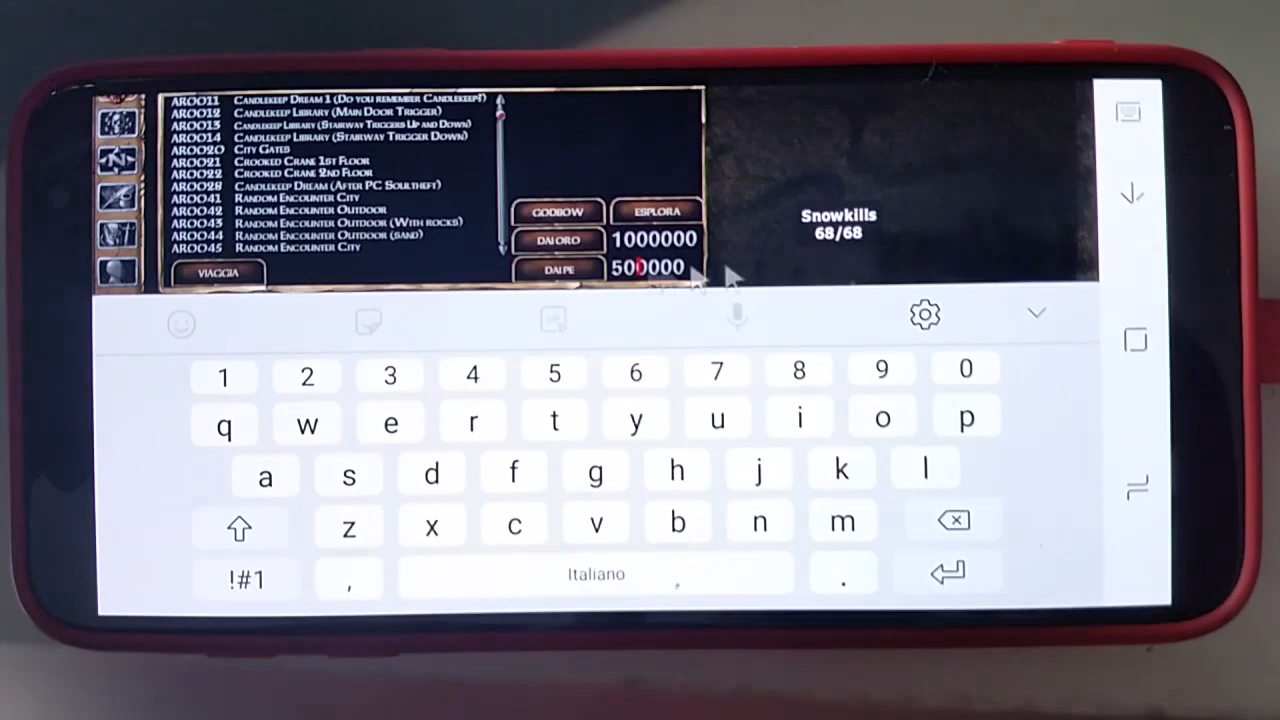 AR0011 Candlekeep Dream 1 (Do you remember Candlekeep?)
AR0012 Candlekeep Library (Main Door Trigger)
AR0013 Candlekeep Library (Stairway Triggers Up and Down)
AR0014 Candlekeep Library (Stairway Trigger Down)
AR0020 City Gates
AR0021 Crooked Crane 1st Floor
AR0022 Crooked Crane 2nd Floor
AR0028 Candlekeep Dream (After PC Soultheft)
AR0041 Random Encounter City
AR0042 Random Encounter Outdoor
AR0043 Random Encounter Outdoor (With rocks)
AR0044 Random Encounter Outdoor (sand)
AR0045 Random Encounter City
VIAGGIA
GODBOW ESPLORA
DAI ORO 1000000
DAI PE 500000
Snowkills
68/68
1 2 3 4 5 6 7 8 9 0
q w e r t y u i o p
a s d f g h j k l
z x c v b n m
!#1 , Italiano .